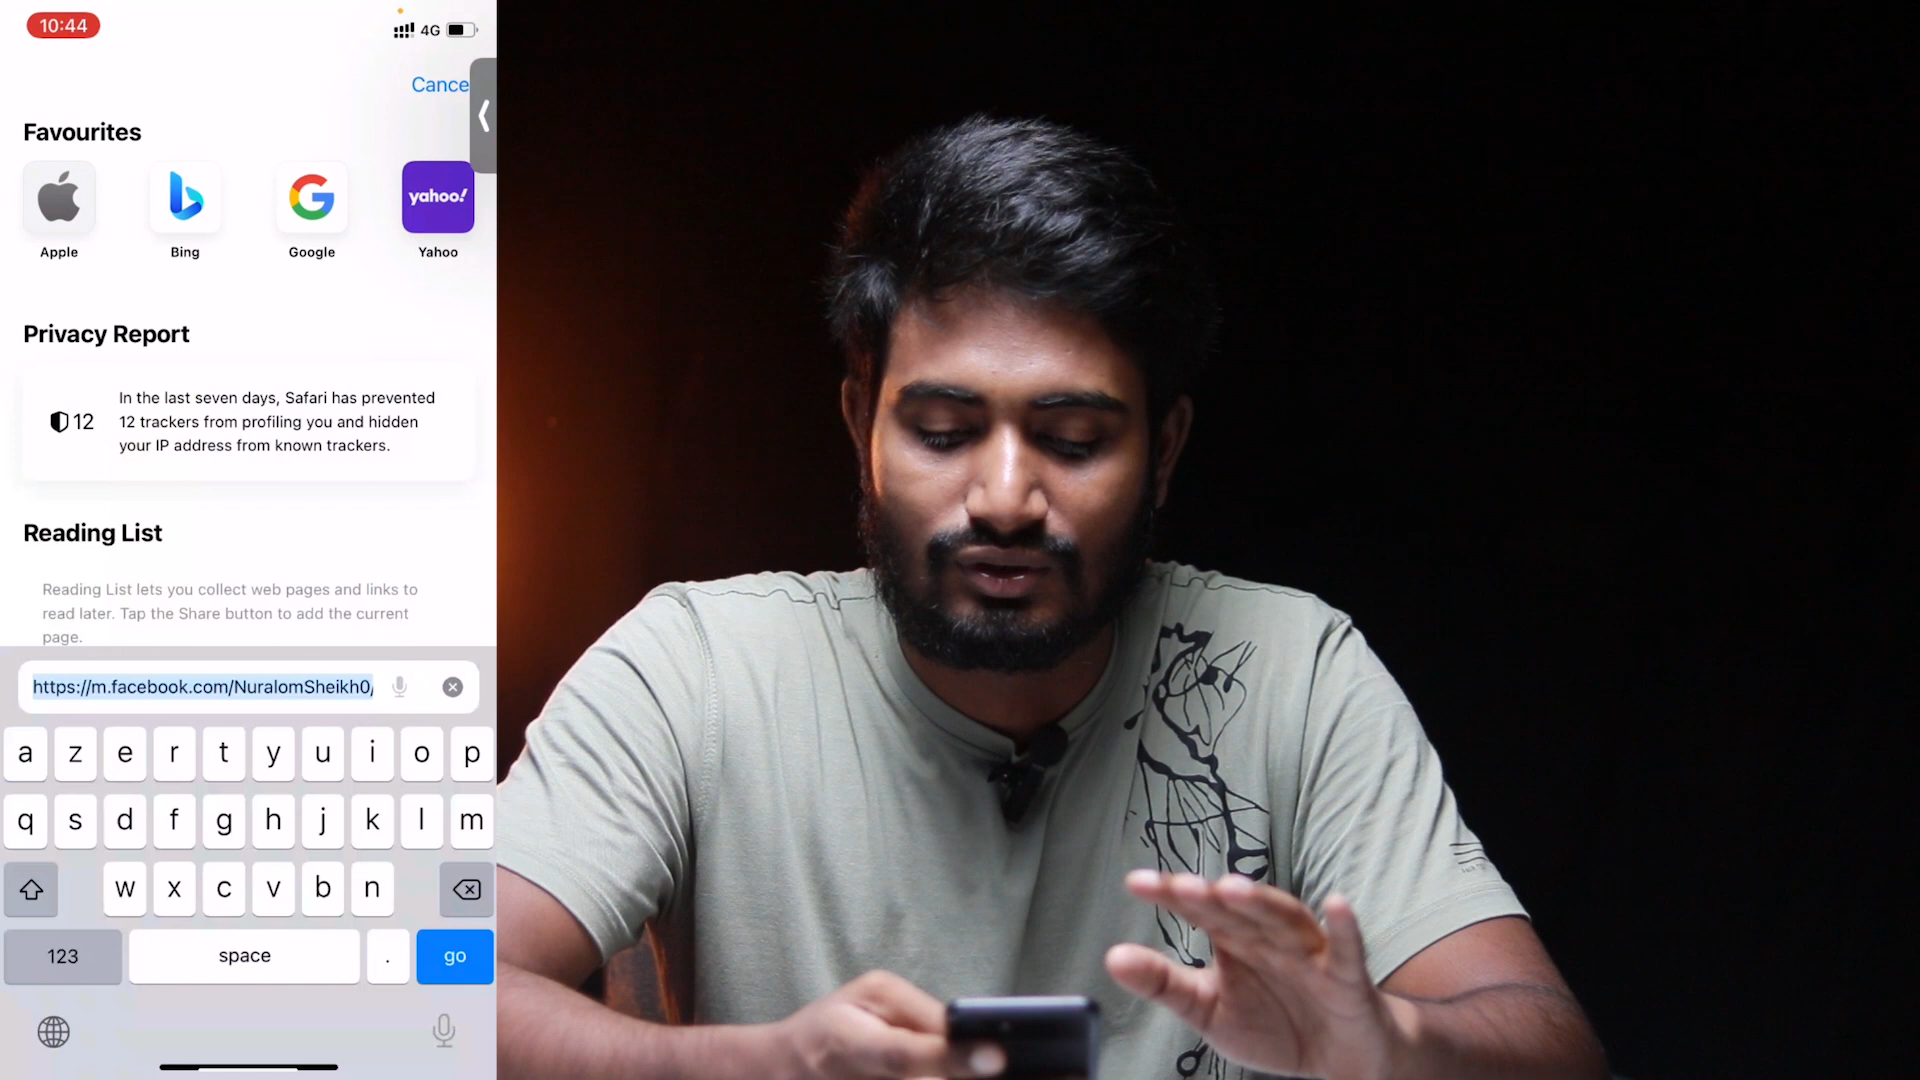 10:44
4G
Cance
Favourites
yahoo!
Apple
Bing
Google
Yahoo
Privacy Report
12
In the last seven days, Safari has prevented
12 trackers from profiling you and hidden
your IP address from known trackers.
Reading List
Reading List lets you collect web pages and links to
read later. Tap the Share button to add the current
page.
https://m.facebook.com/NuralomSheikh0/
a z e r t y u i o p
q s d f g h j k l m
w x c v b n
123
space
.
go